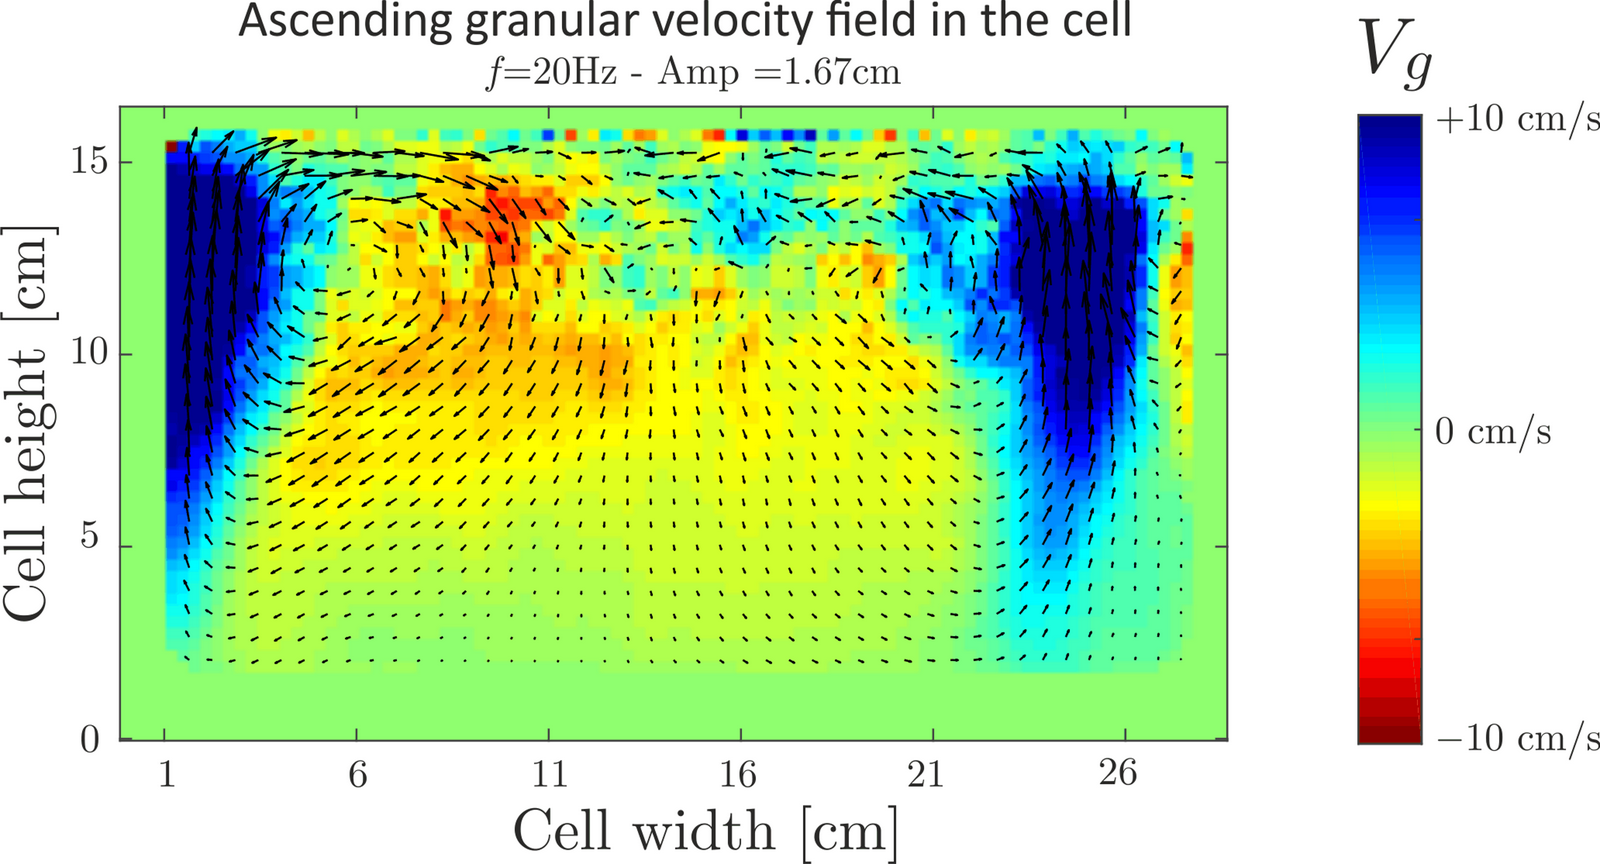 Ascending granular velocity field in the cell
f=20Hz - Amp =1.67cm
V_g
+10 cm/s
0 cm/s
−10 cm/s
Cell height [cm]
15
10
5
0
1 6 11 16 21 26
Cell width [cm]